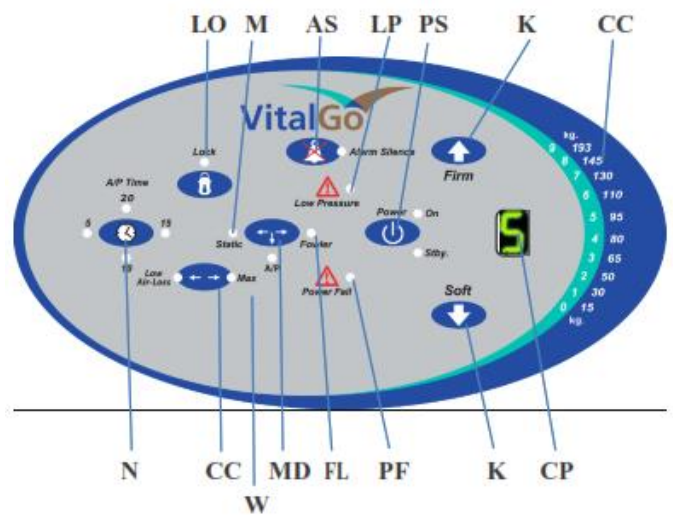 LO M AS LP PS K CC
VitalGo
Lock
Alarm Silence
Firm
A/P Time
20
5
15
10
Low Pressure
Power
On
Stby.
Static
Fowler
A/P
Low
Air-Loss
Max
Power Fail
Soft
5
kg.
9 193
8 145
7 130
6 110
5 95
4 80
3 65
2 50
1 30
0 15
kg.
N CC MD FL PF K CP
W